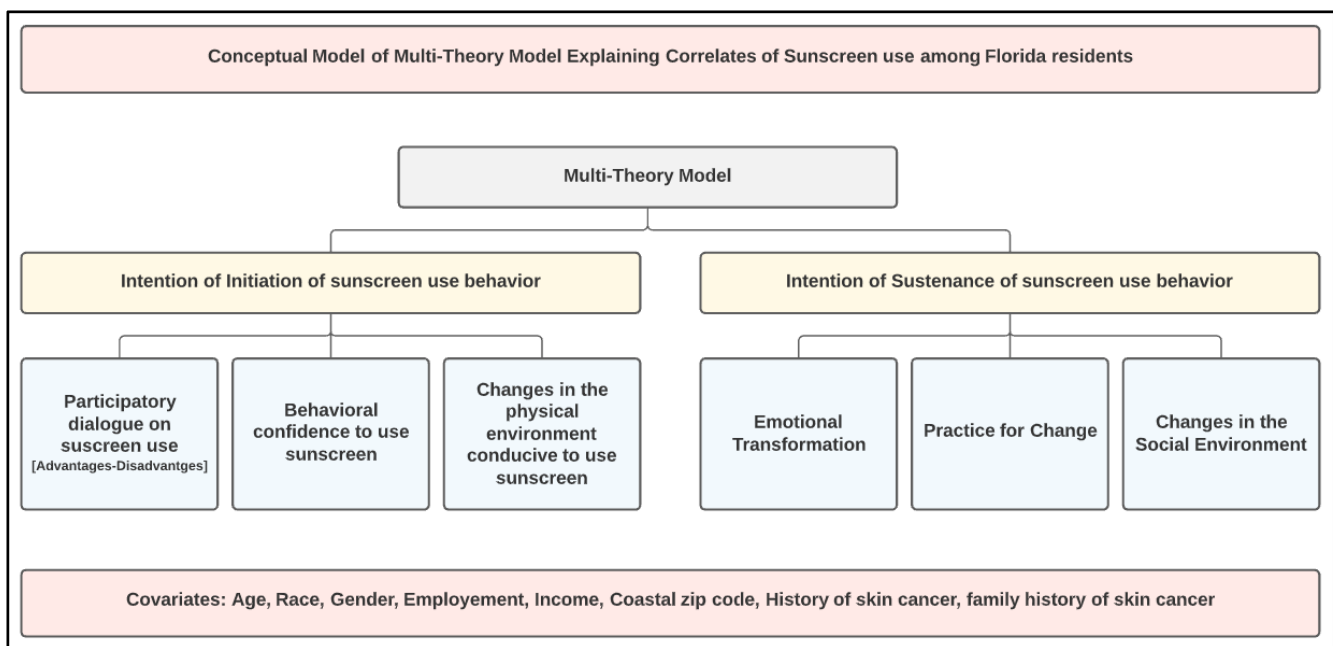 Conceptual Model of Multi-Theory Model Explaining Correlates of Sunscreen use among Florida residents
Multi-Theory Model
Intention of Initiation of sunscreen use behavior
Intention of Sustenance of sunscreen use behavior
Participatory
dialogue on
suscreen use
[Advantages-Disadvantges]
Behavioral
confidence to use
sunscreen
Changes in the
physical
environment
conducive to use
sunscreen
Emotional
Transformation
Practice for Change
Changes in the
Social Environment
Covariates: Age, Race, Gender, Employement, Income, Coastal zip code, History of skin cancer, family history of skin cancer